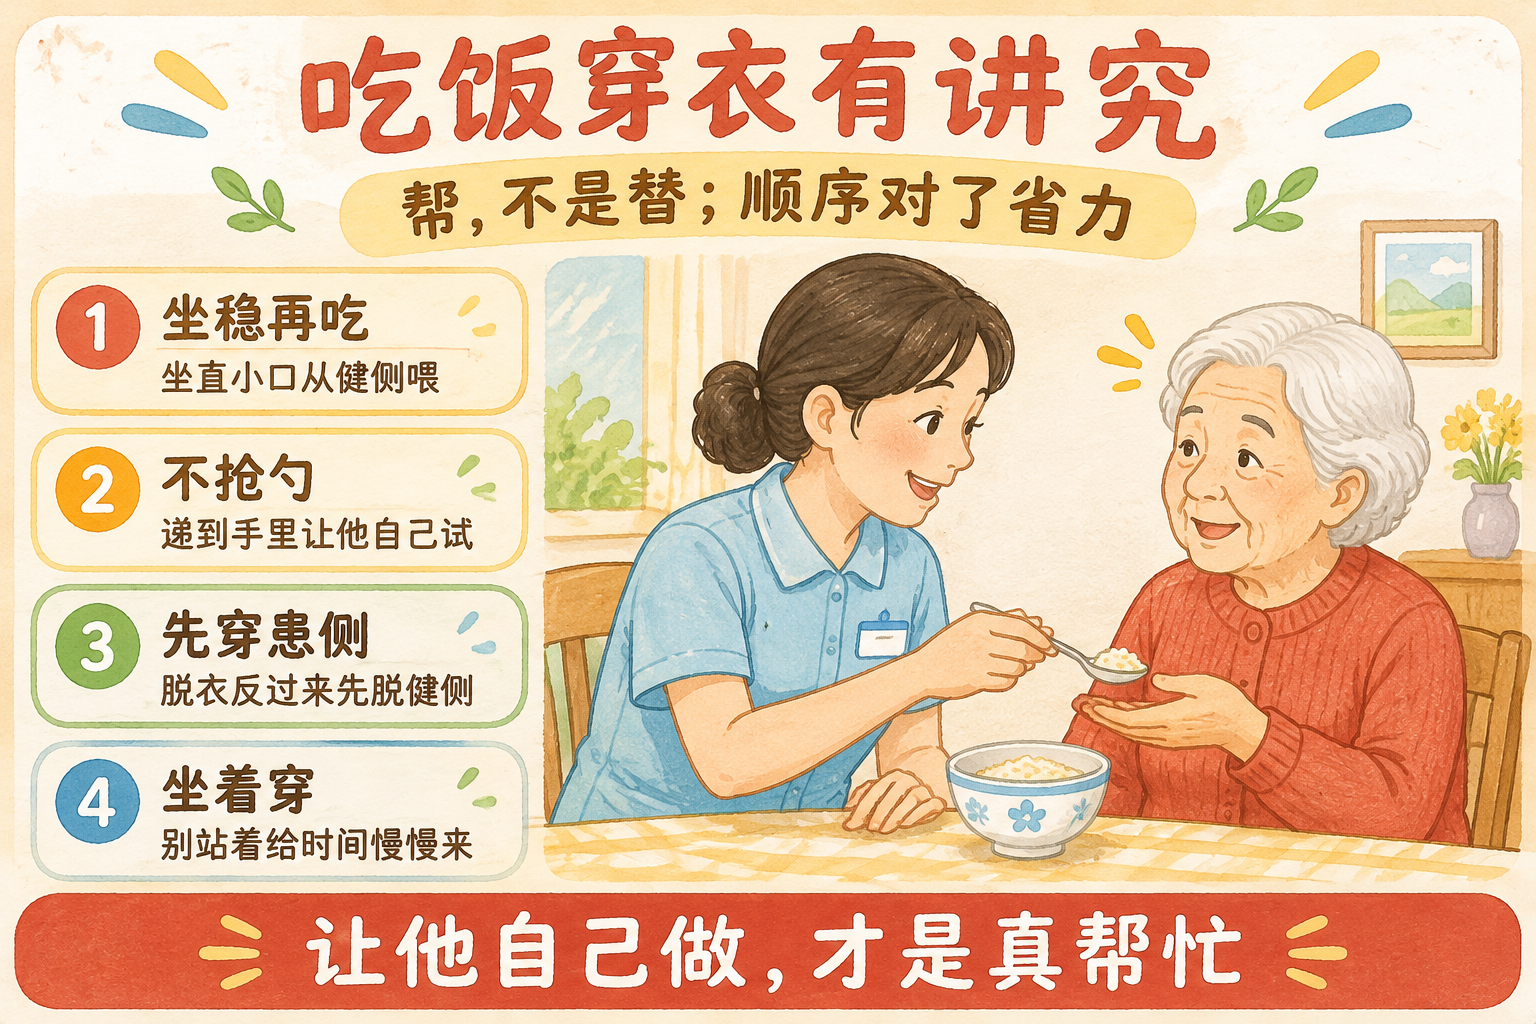 吃饭穿衣有讲究
帮,不是替;顺序对了省力
1
坐稳再吃
坐直小口从健侧喂
2
不抢勺
递到手里让他自己试
3
先穿患侧
脱衣反过来先脱健侧
4
坐着穿
别站着给时间慢慢来
让他自己做,才是真帮忙